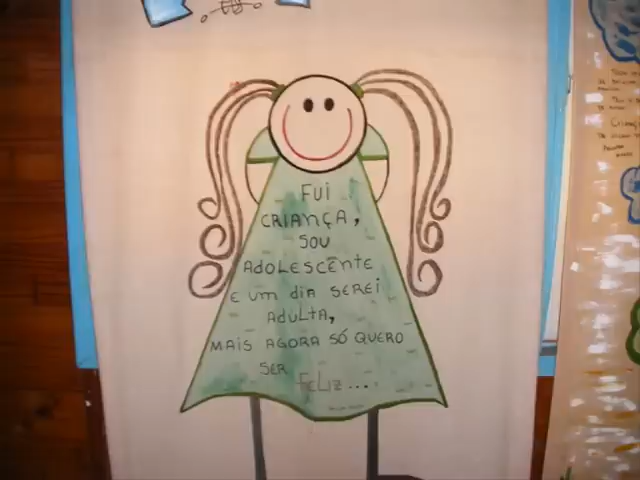 FUI
CRIANÇA,
SOU
ADOLESCENTE
E UM DIA SEREI
ADULTA,
MAIS AGORA SÓ QUERO
SER
FELIZ...